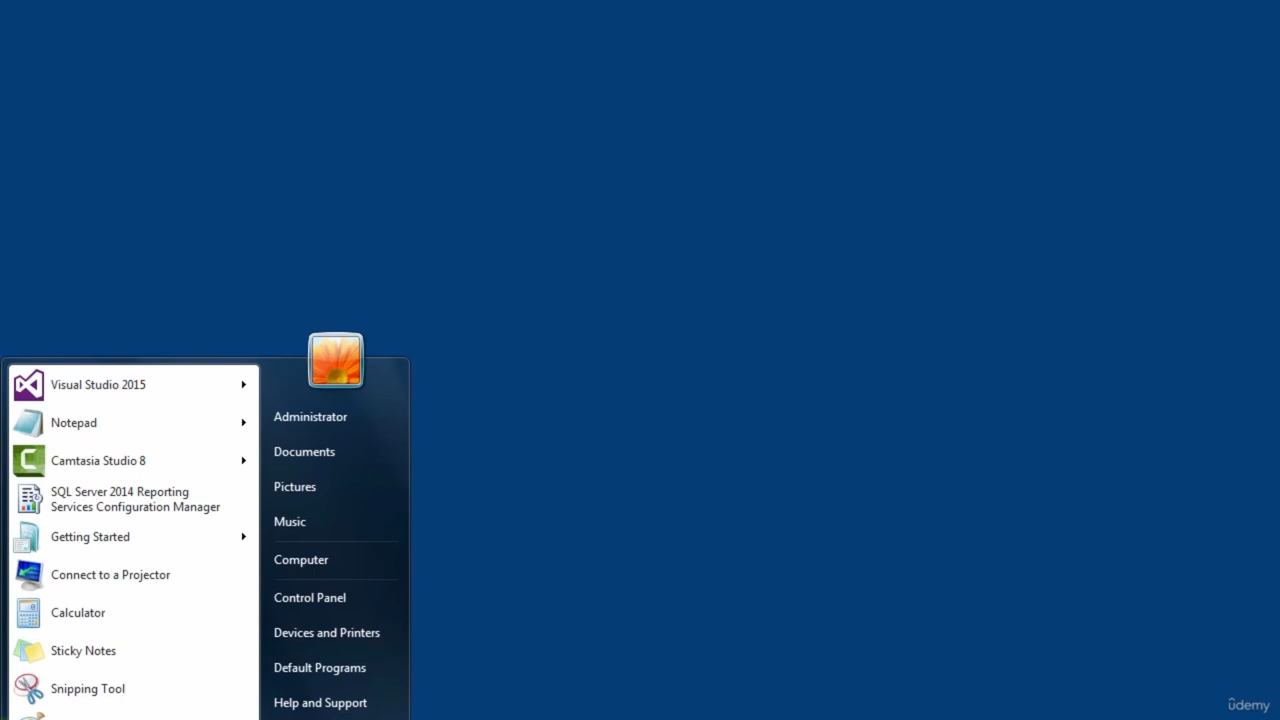 Visual Studio 2015
Notepad
Camtasia Studio 8
SQL Server 2014 Reporting
Services Configuration Manager
Getting Started
Connect to a Projector
Calculator
Sticky Notes
Snipping Tool
Administrator
Documents
Pictures
Music
Computer
Control Panel
Devices and Printers
Default Programs
Help and Support
ûdemy